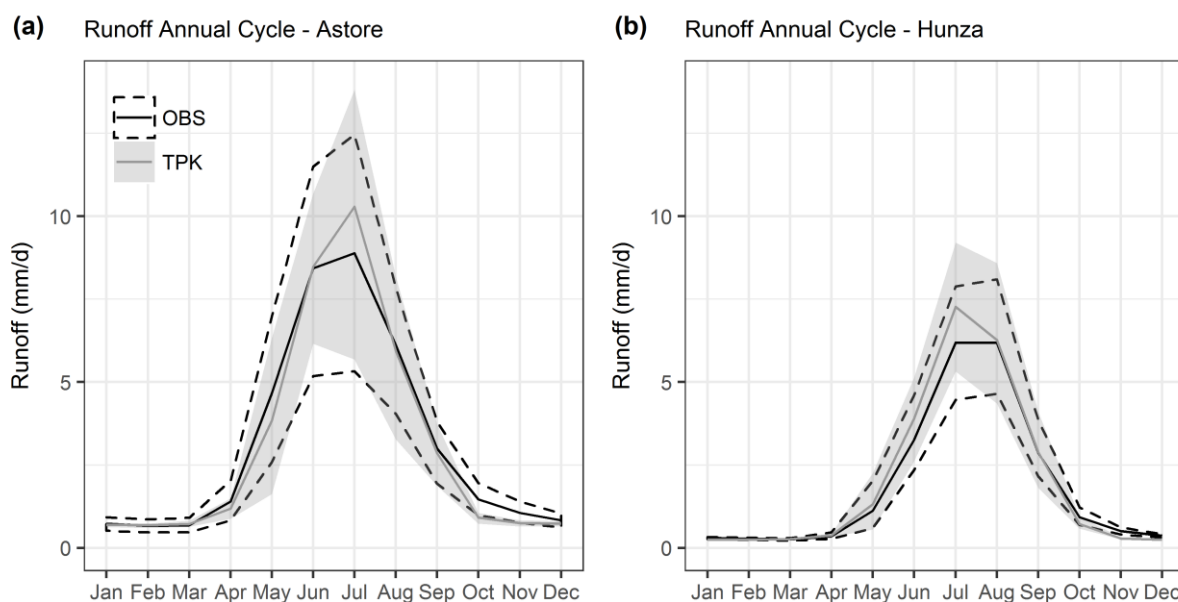 (a) Runoff Annual Cycle - Astore
Runoff (mm/d)
10
5
0
OBS
TPK
Jan Feb Mar Apr May Jun Jul Aug Sep Oct Nov Dec
(b) Runoff Annual Cycle - Hunza
Runoff (mm/d)
10
5
0
Jan Feb Mar Apr May Jun Jul Aug Sep Oct Nov Dec